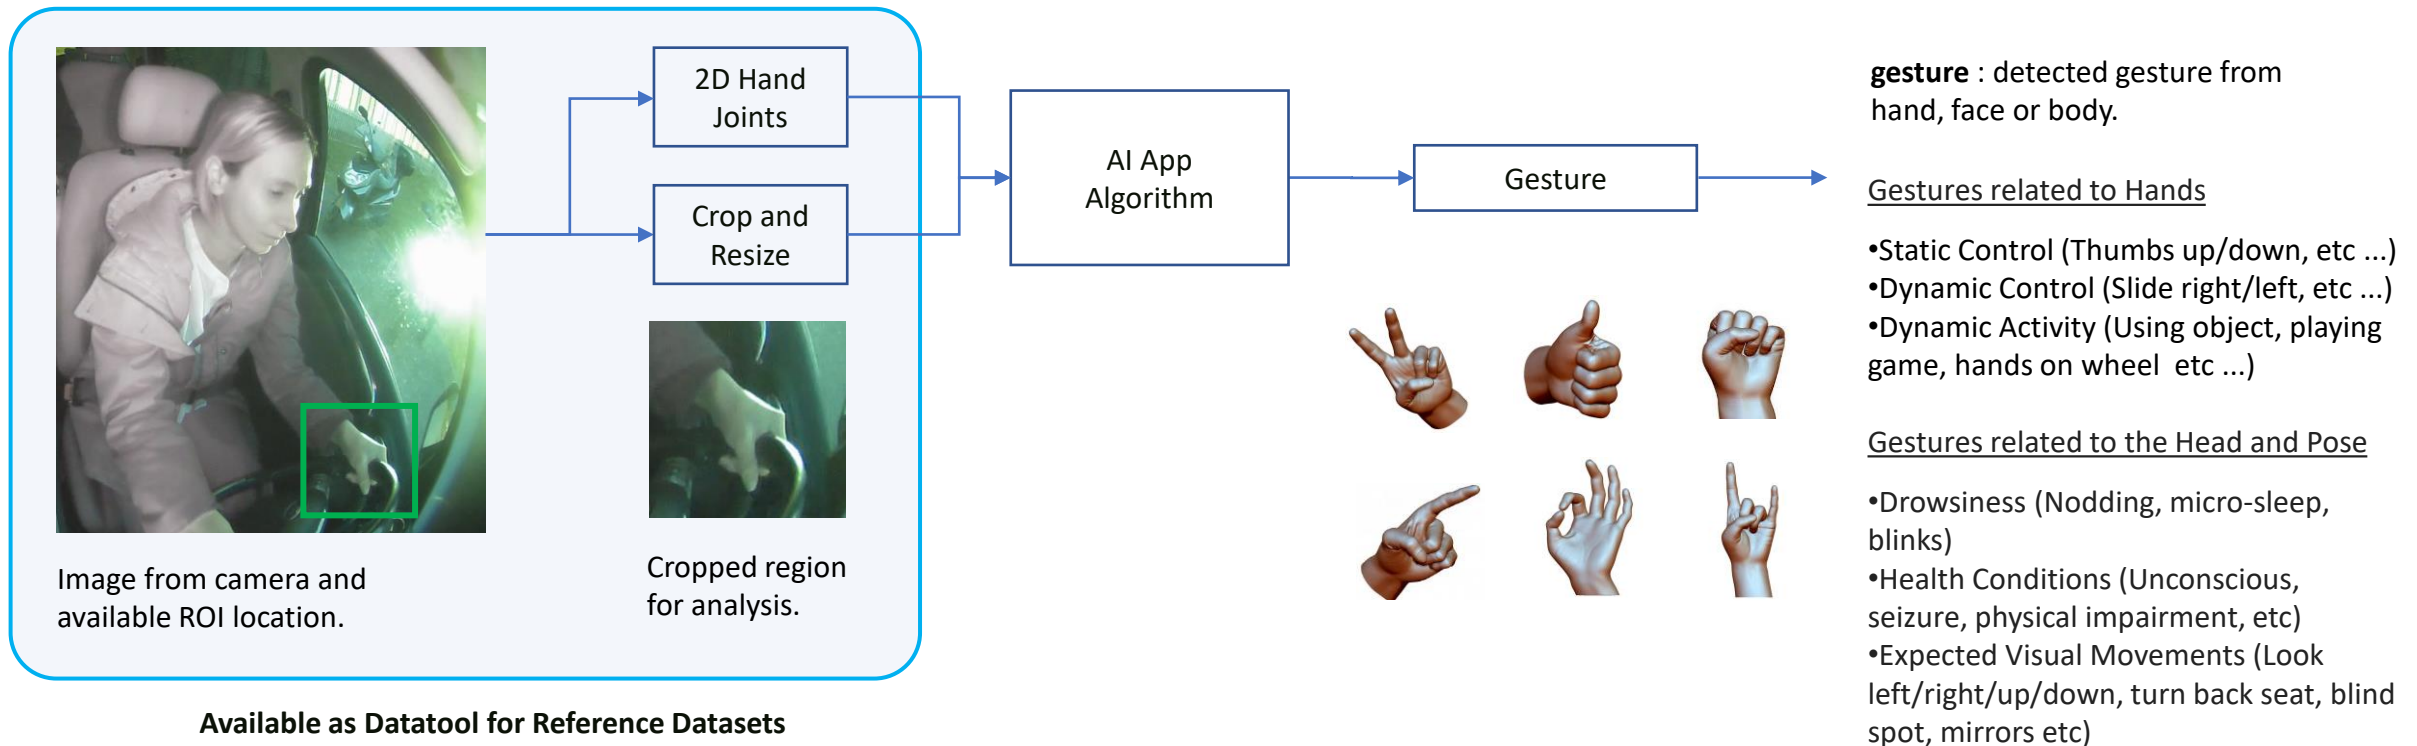 2D Hand
Joints
Crop and
Resize
Image from camera and
available ROI location.
Cropped region
for analysis.
Available as Datatool for Reference Datasets
AI App
Algorithm
Gesture
gesture : detected gesture from
hand, face or body.
Gestures related to Hands
•Static Control (Thumbs up/down, etc ...)
•Dynamic Control (Slide right/left, etc ...)
•Dynamic Activity (Using object, playing
game, hands on wheel  etc ...)
Gestures related to the Head and Pose
•Drowsiness (Nodding, micro-sleep,
blinks)
•Health Conditions (Unconscious,
seizure, physical impairment, etc)
•Expected Visual Movements (Look
left/right/up/down, turn back seat, blind
spot, mirrors etc)